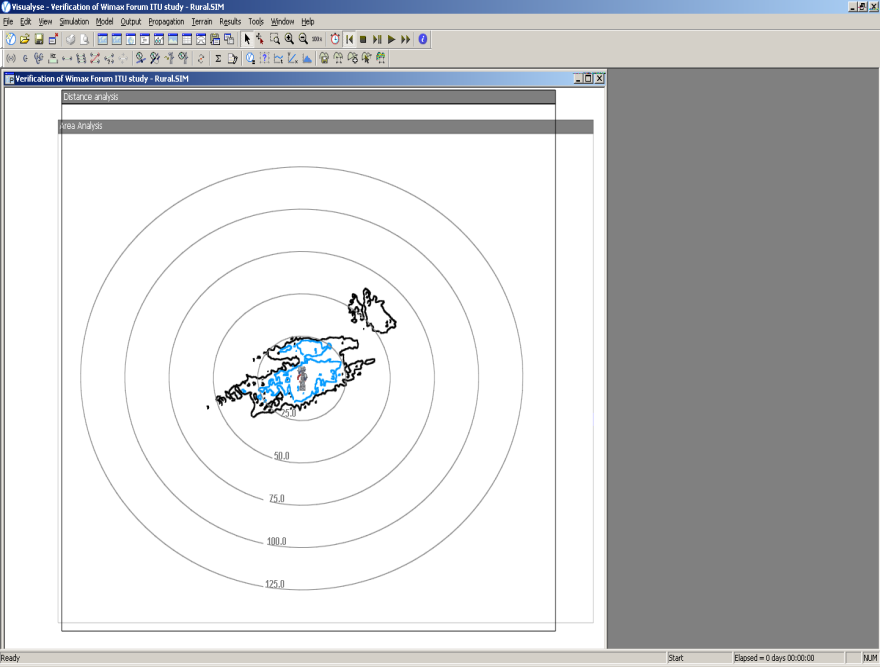 Visualyse - Verification of Wimax Forum ITU study - Rural.SIM
File Edit View Simulation Model Output Propagation Terrain Results Tools Window Help
100%
Verification of Wimax Forum ITU study - Rural.SIM
Distance analysis
Area Analysis
25.0
50.0
75.0
100.0
125.0
Ready Start Elapsed = 0 days 00:00:00 NUM